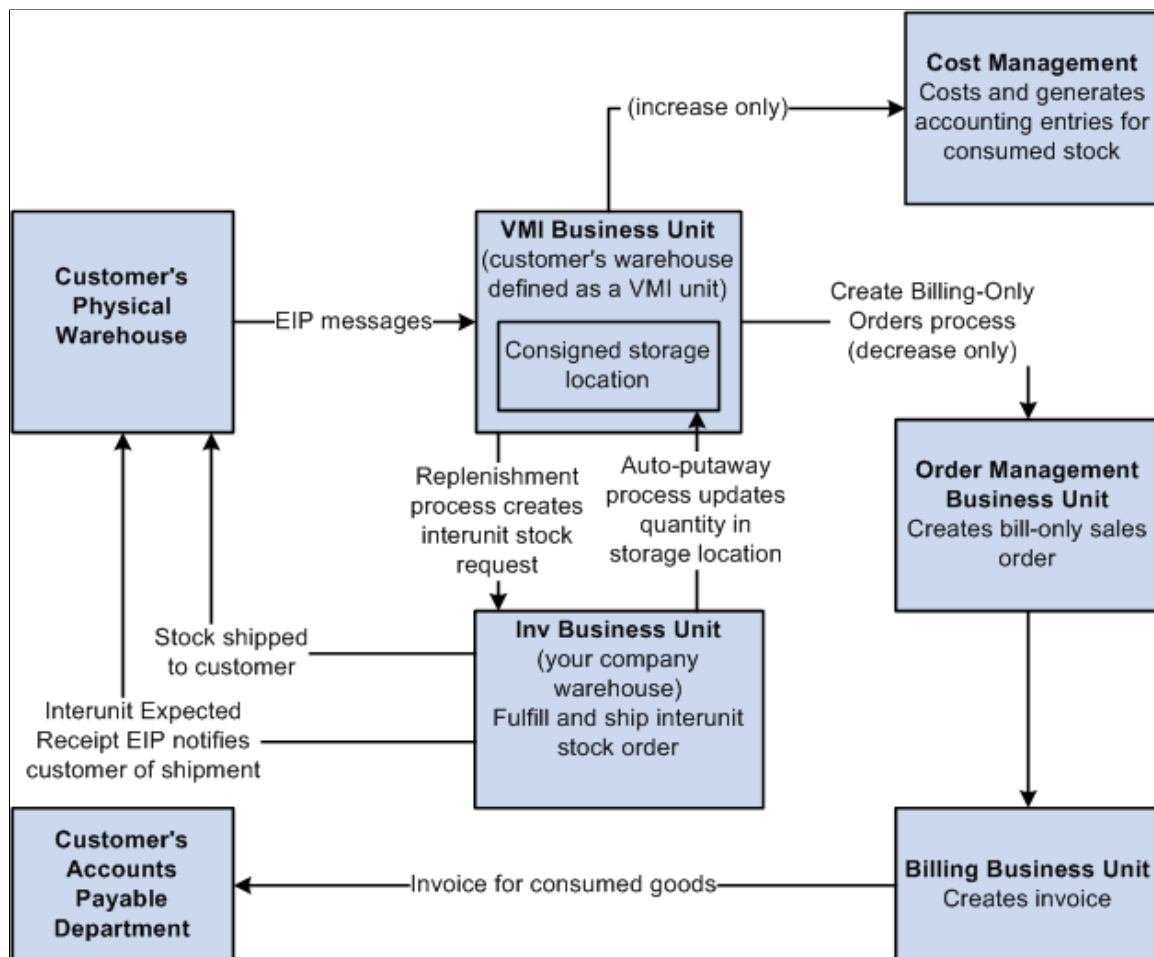 Cost Management
Costs and generates
accounting entries for
consumed stock
(increase only)
VMI Business Unit
(customer's warehouse
defined as a VMI unit)
Consigned storage
location
Customer's
Physical
Warehouse
EIP messages
Create Billing-Only
Orders process
(decrease only)
Replenishment
process creates
interunit stock
request
Auto-putaway
process updates
quantity in
storage location
Order Management
Business Unit
Creates bill-only sales
order
Stock shipped
to customer
Inv Business Unit
(your company
warehouse)
Fulfill and ship interunit
stock order
Interunit Expected
Receipt EIP notifies
customer of shipment
Customer's
Accounts
Payable
Department
Invoice for consumed goods
Billing Business Unit
Creates invoice